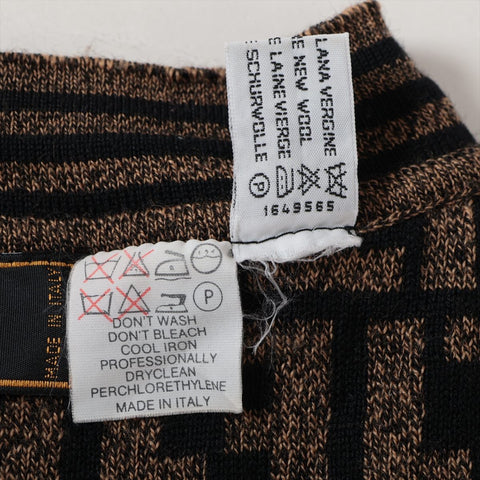 LANA VERGINE
E NEW WOOL
E LAINE VIERGE
E SCHURWOLLE
P
1649565
P
DON'T WASH
DON'T BLEACH
COOL IRON
PROFESSIONALLY
DRYCLEAN
PERCHLORETHYLENE
MADE IN ITALY
MADE IN ITALY